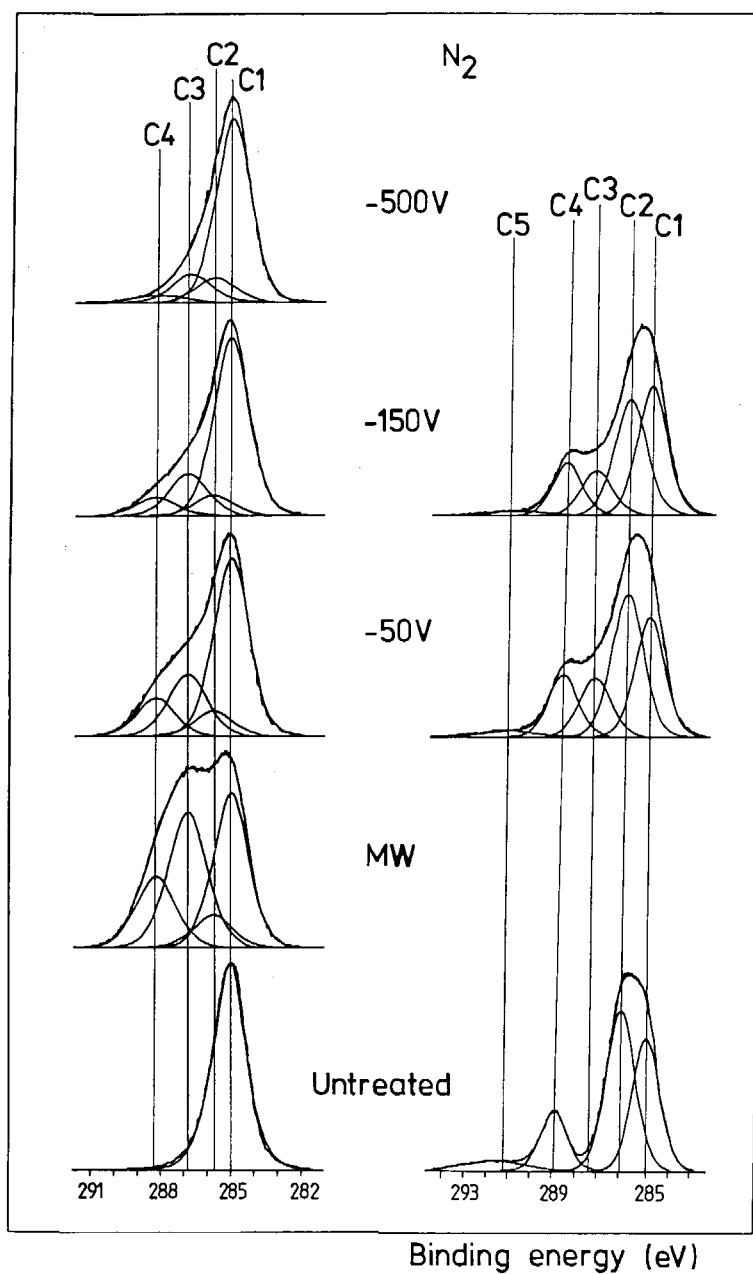 N2
C2
C1
C3
C4
-500V
C4 C3 C2
C5 C1
-150V
-50V
MW
Untreated
291 288 285 282
293 289 285
Binding energy (eV)